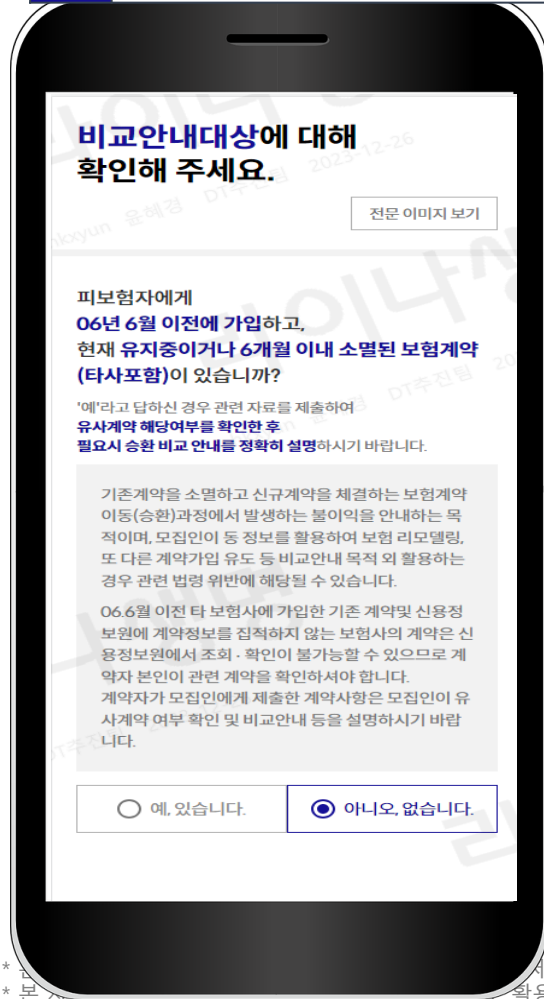 비교안내대상에 대해
확인해 주세요.
전문 이미지 보기
피보험자에게
06년 6월 이전에 가입하고,
현재 유지중이거나 6개월 이내 소멸된 보험계약
(타사포함)이 있습니까?
'예'라고 답하신 경우 관련 자료를 제출하여
유사계약 해당여부를 확인한 후
필요시 승환 비교 안내를 정확히 설명하시기 바랍니다.
기존계약을 소멸하고 신규계약을 체결하는 보험계약
이동(승환)과정에서 발생하는 불이익을 안내하는 목
적이며, 모집인이 동 정보를 활용하여 보험 리모델링,
또 다른 계약가입 유도 등 비교안내 목적 외 활용하는
경우 관련 법령 위반에 해당될 수 있습니다.
06.6월 이전 타 보험사에 가입한 기존 계약및 신용정
보원에 계약정보를 집적하지 않는 보험사의 계약은 신
용정보원에서 조회·확인이 불가능할 수 있으므로 계
약자 본인이 관련 계약을 확인하셔야 합니다.
계약자가 모집인에게 제출한 계약사항은 모집인이 유
사계약 여부 확인 및 비교안내 등을 설명하시기 바랍
니다.
예, 있습니다.
아니오, 없습니다.
윤혜경 DT추진팀 2023-12-26
라이나생명
* 본